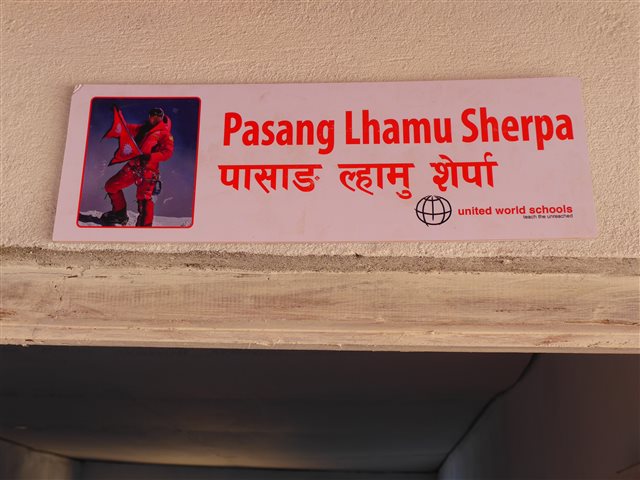 Pasang Lhamu Sherpa
पासाङ ल्हामु शेर्पा
united world schools
teach the unreached